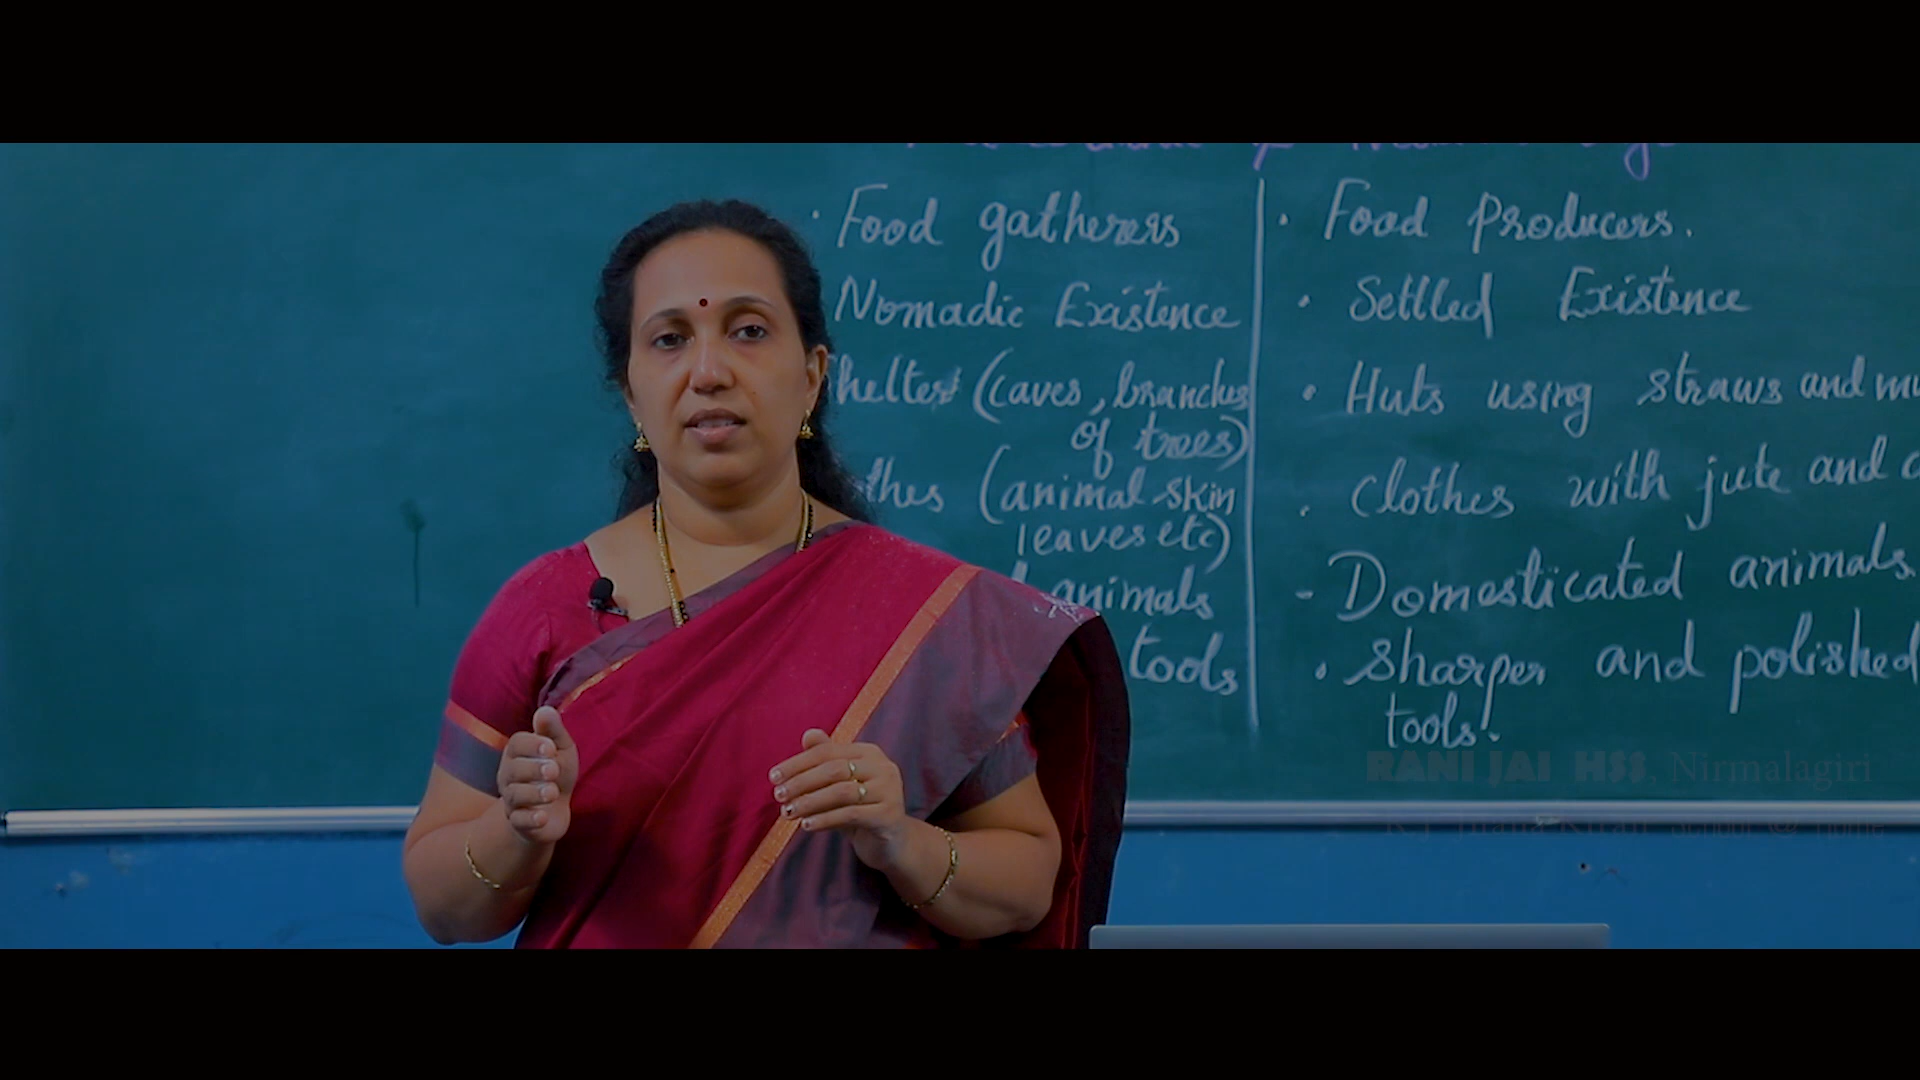 Food gatherers
Nomadic Existence
helter (caves, branches
of trees)
thes (animal skin
leaves etc)
animals
tools
Food Producers.
Settled Existence
Huts using straws and mu
clothes with jute and c
- Domesticated animals.
sharper and polished
tools.
RANI JAI HSS, Nirmalagiri